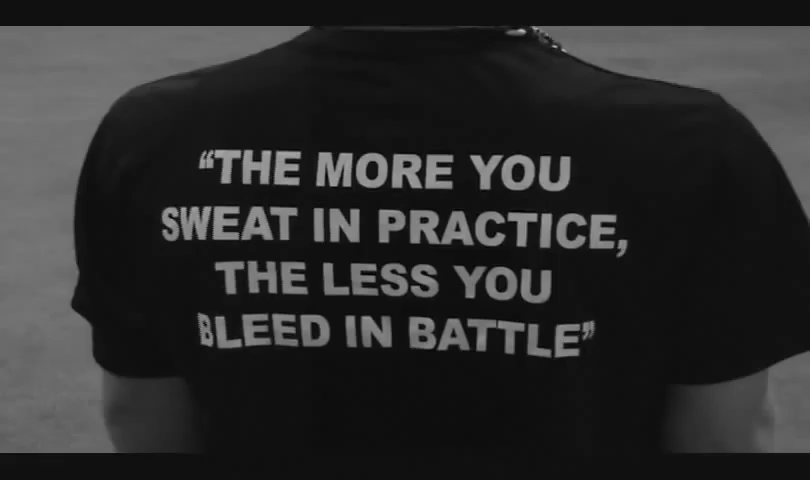 “THE MORE YOU
SWEAT IN PRACTICE,
THE LESS YOU
BLEED IN BATTLE”